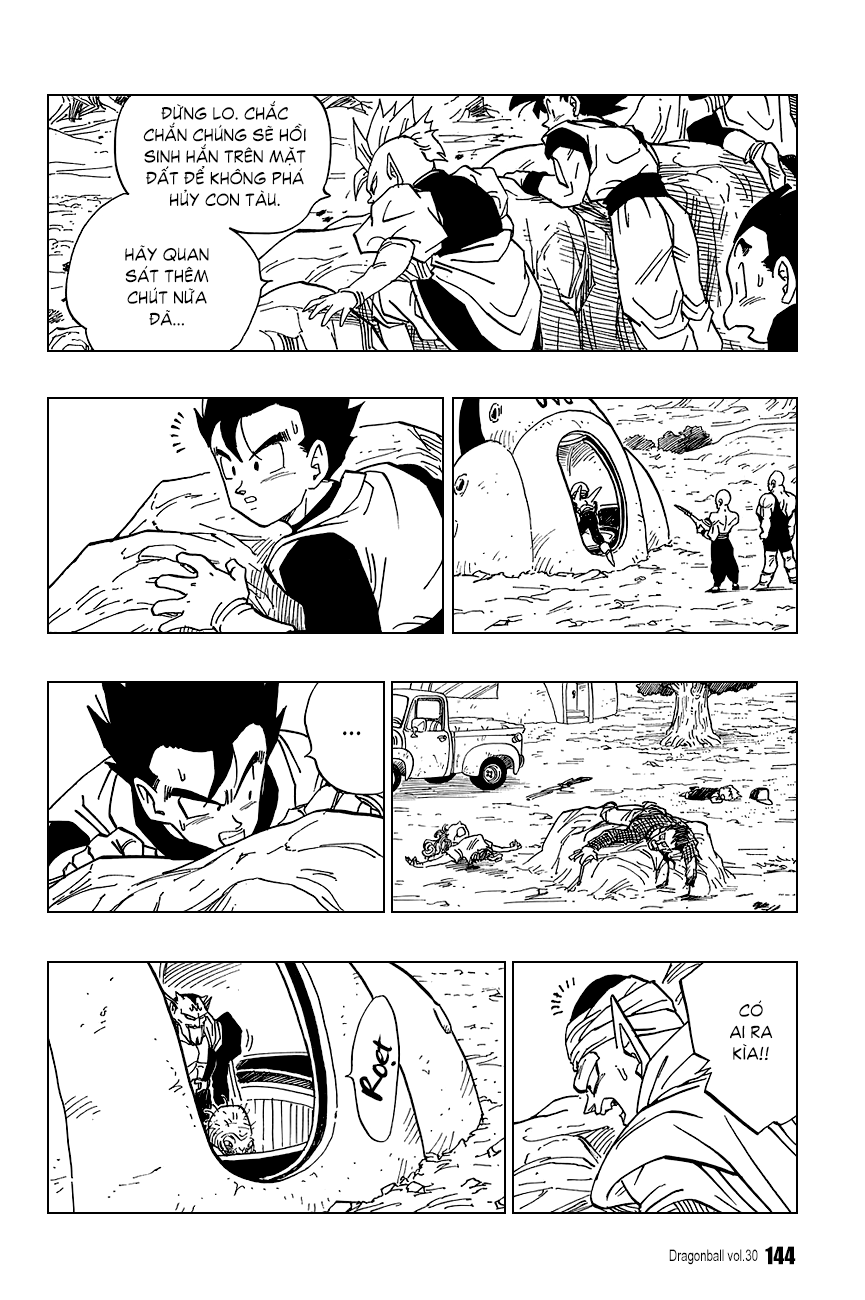 ĐỪNG LO. CHẮC
CHẮN CHÚNG SẼ HỒI
SINH HẮN TRÊN MẶT
ĐẤT ĐỂ KHÔNG PHÁ
HỦY CON TÀU.
HÃY QUAN
SÁT THÊM
CHÚT NỮA
ĐÃ...
...
CÓ
AI RA
KÌA!!
Roẹt
Dragonball vol.30 144